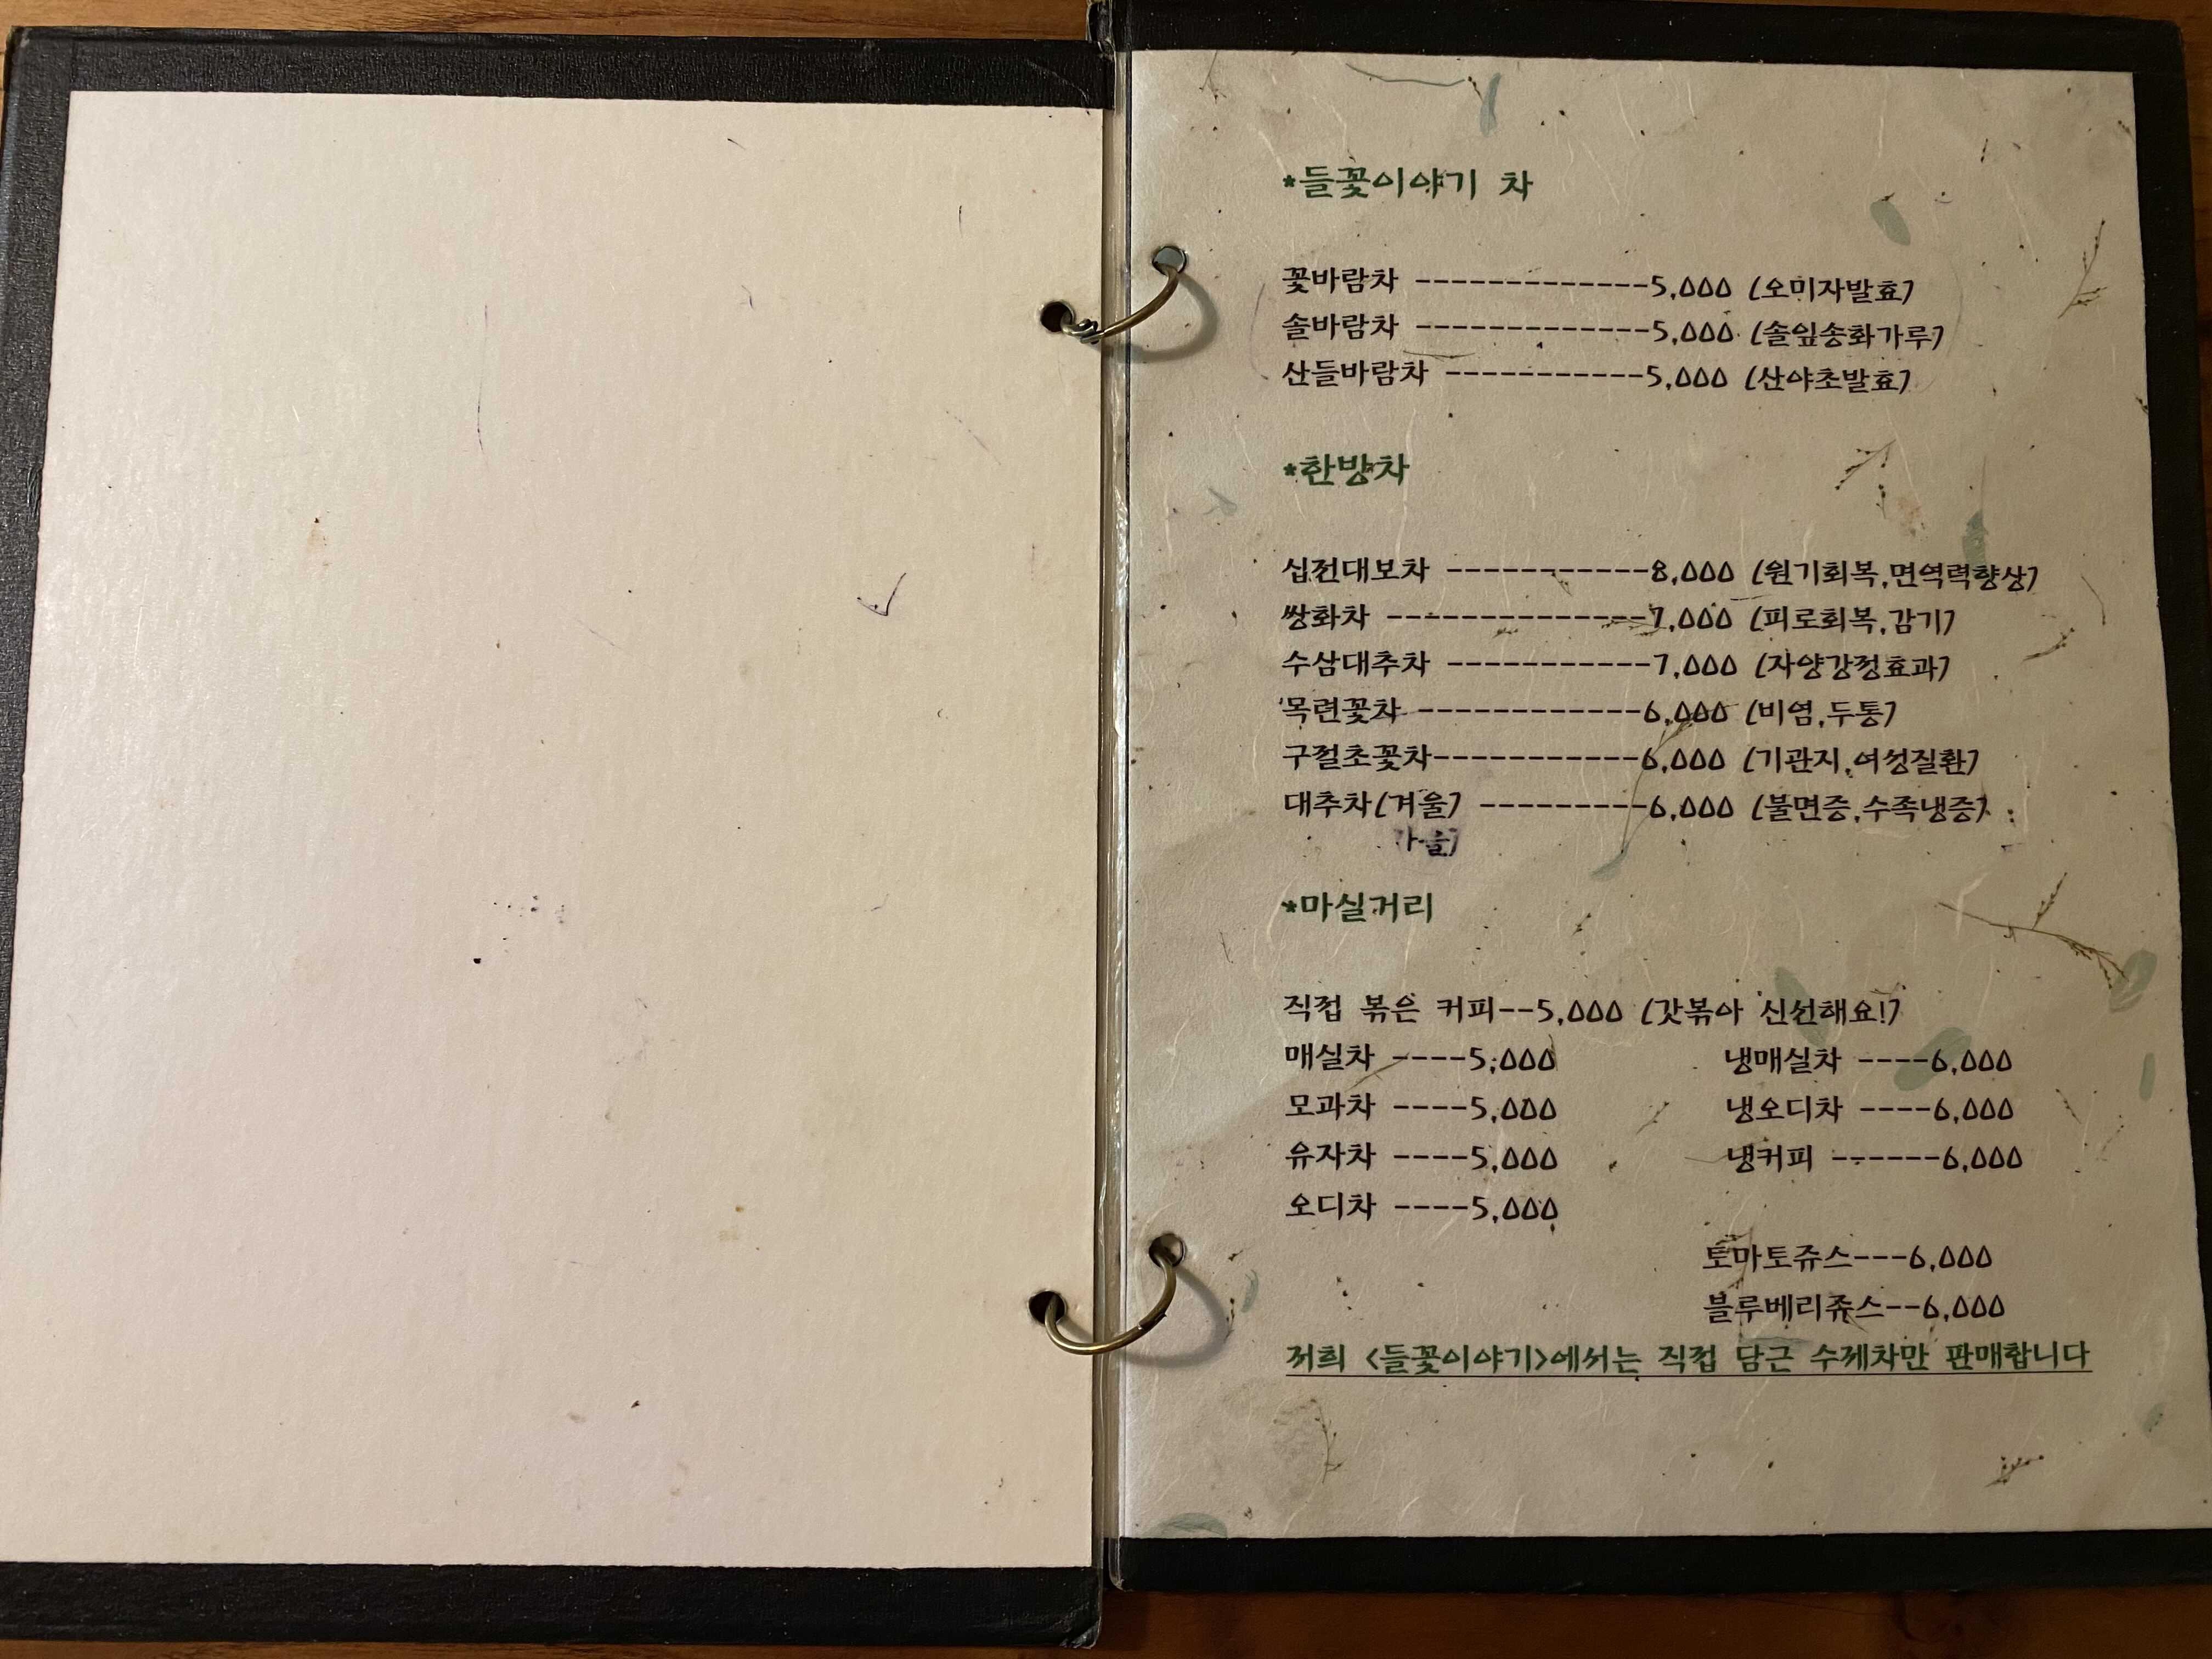 *들꽃이야기 차
꽃바람차 -------------5,000 (오미자발효)
솔바람차 -------------5,000 (솔잎송화가루)
산들바람차 -----------5,000 (산야초발효)
*한방차
십전대보차 -----------8,000 (원기회복,면역력향상)
쌍화차 --------------7,000 (피로회복,감기)
수삼대추차 -----------7,000 (자양강정효과)
목련꽃차 ------------6,000 (비염,두통)
구절초꽃차-----------6,000 (기관지,여성질환)
대추차(겨울) ---------6,000 (불면증,수족냉증)
*마실거리
직접 볶은 커피--5,000 (갓볶아 신선해요!)
매실차 ----5,000 냉매실차 ----6,000
모과차 ----5,000 냉오디차 ----6,000
유자차 ----5,000 냉커피 ------6,000
오디차 ----5,000
토마토쥬스---6,000
블루베리쥬스--6,000
저희 <들꽃이야기>에서는 직접 담근 수제차만 판매합니다